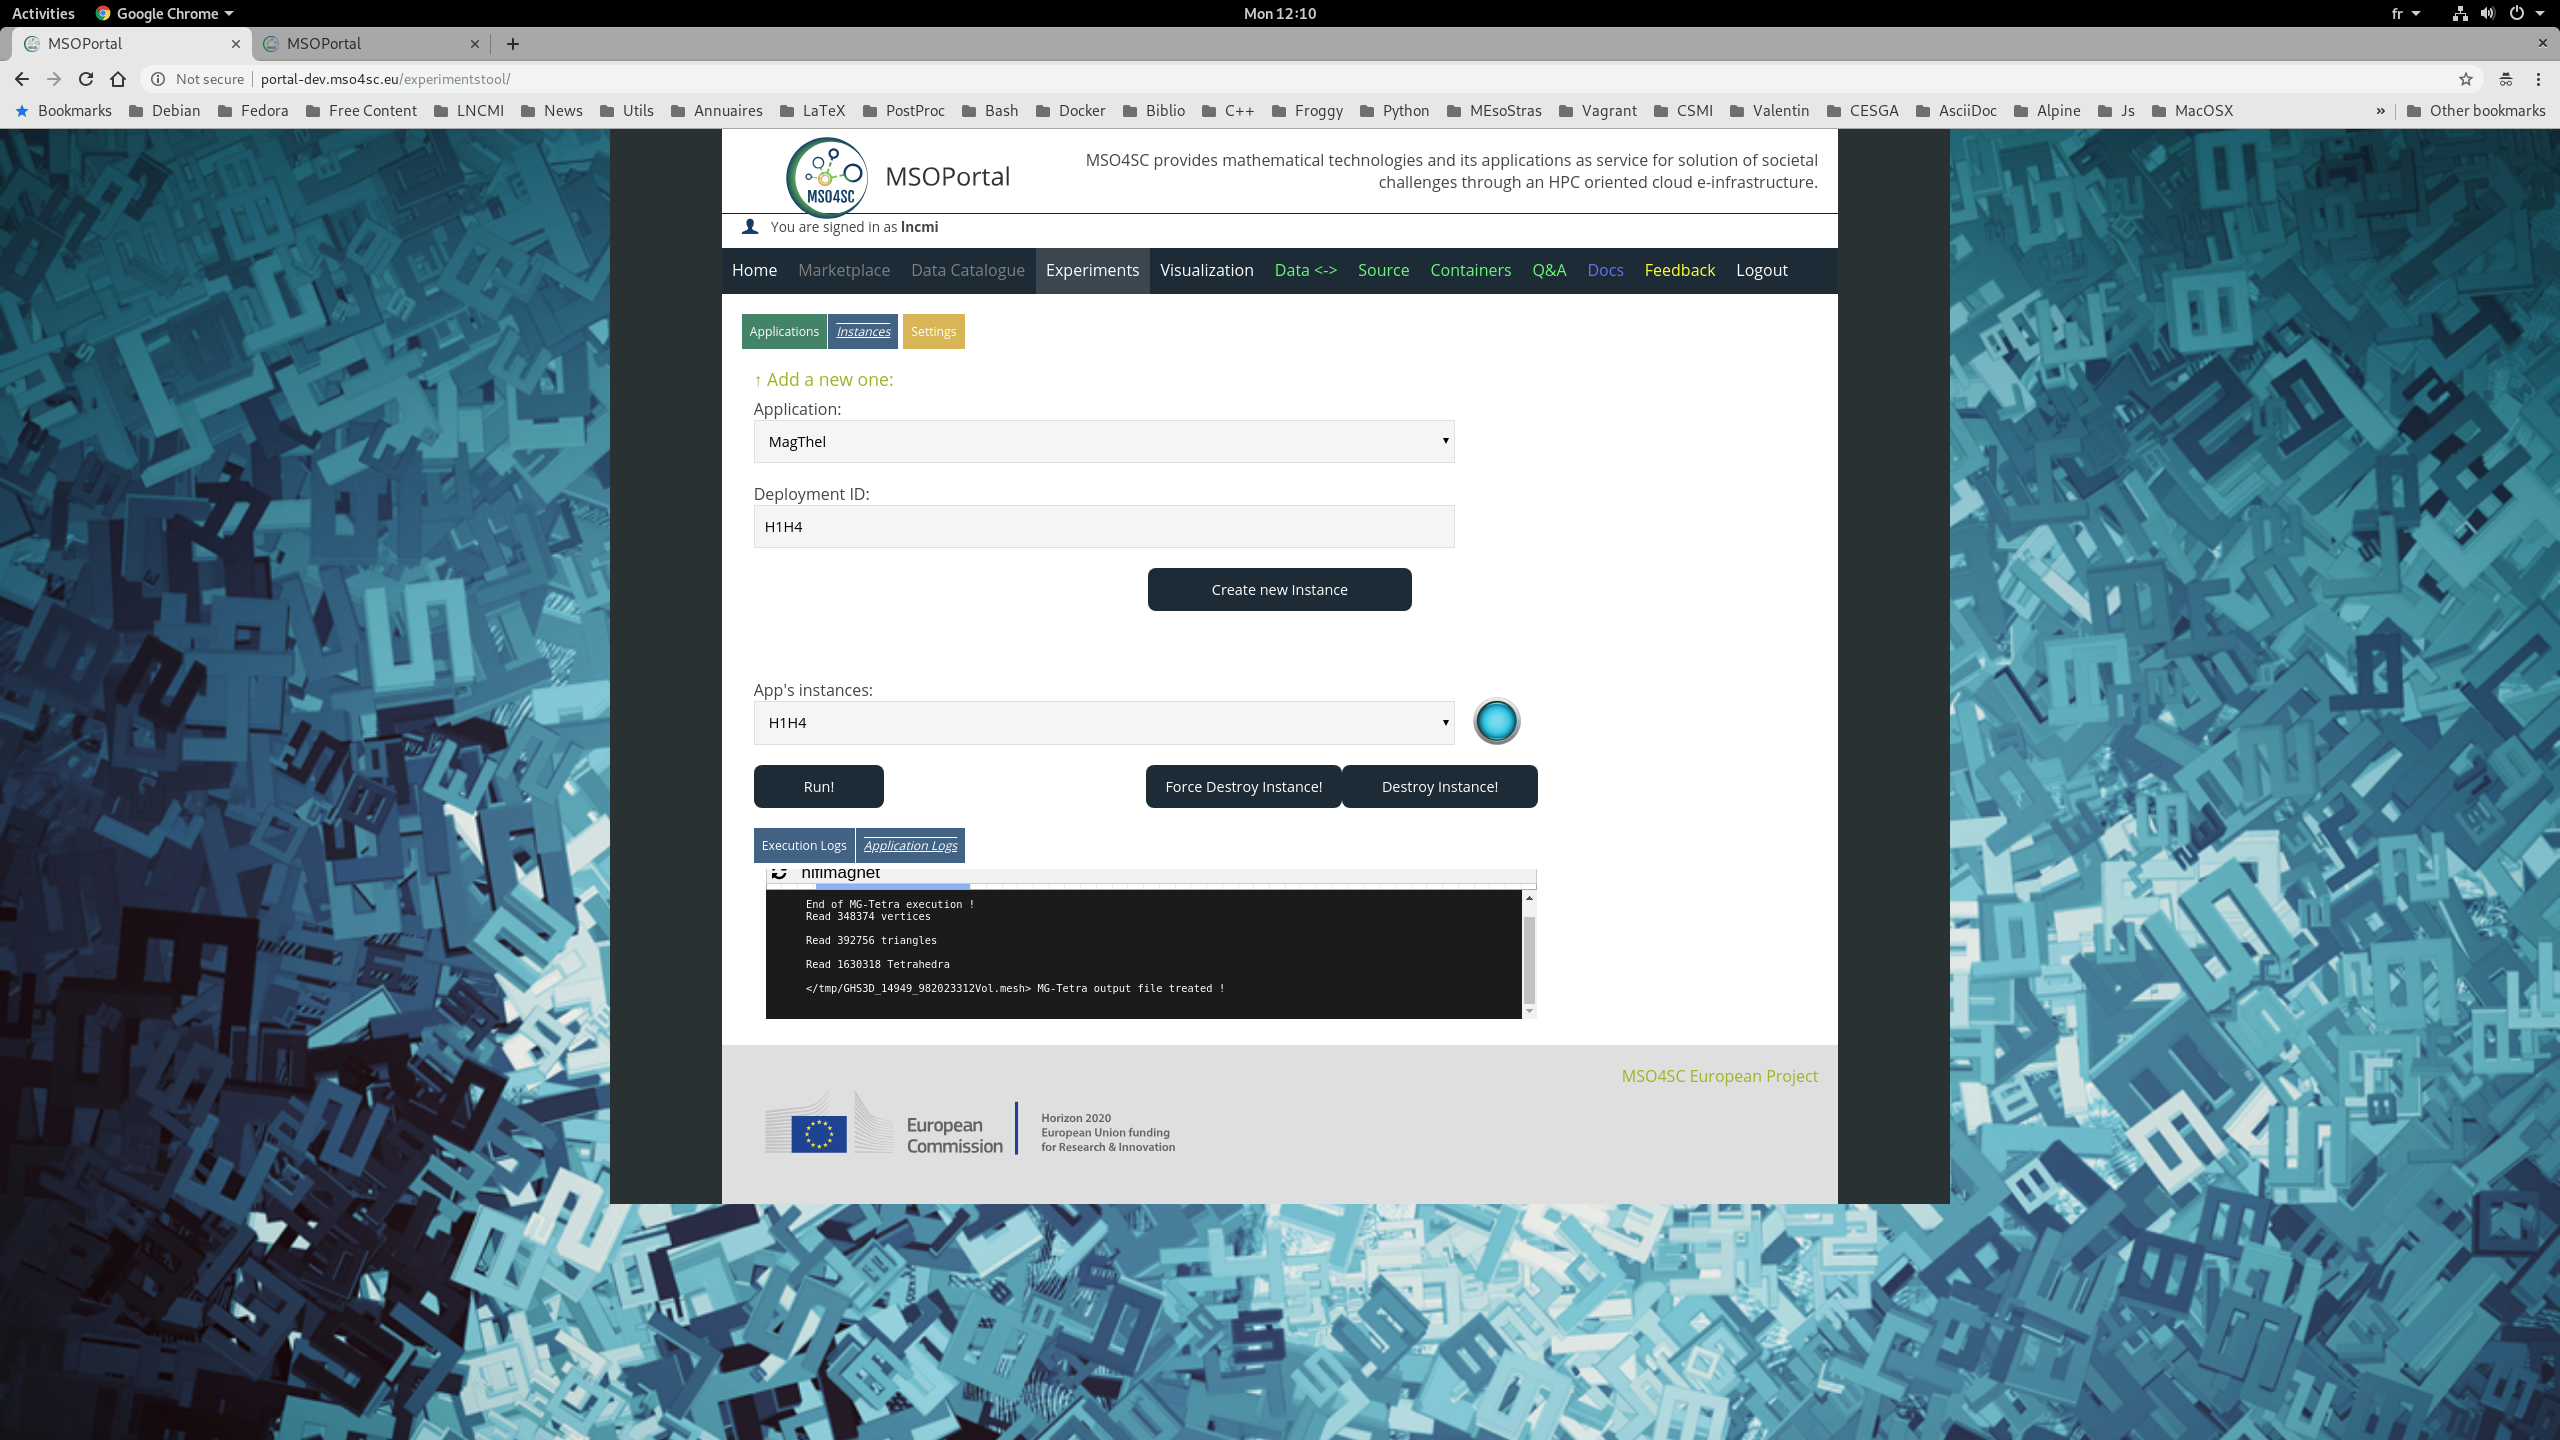 Activities Google Chrome Mon 12:10 fr
MSOPortal MSOPortal
Not secure portal-dev.mso4sc.eu/experimentstool/
Bookmarks Debian Fedora Free Content LNCMI News Utils Annuaires LaTeX PostProc Bash Docker Biblio C++ Froggy Python MEsoStras Vagrant CSMI Valentin CESGA AsciiDoc Alpine Js MacOSX » Other bookmarks
MSO4SC
MSOPortal
MSO4SC provides mathematical technologies and its applications as service for solution of societal
challenges through an HPC oriented cloud e-infrastructure.
You are signed in as lncmi
Home Marketplace Data Catalogue Experiments Visualization Data <-> Source Containers Q&A Docs Feedback Logout
Applications Instances Settings
↑ Add a new one:
Application:
MagThel
Deployment ID:
H1H4
Create new Instance
App's instances:
H1H4
Run! Force Destroy Instance! Destroy Instance!
Execution Logs Application Logs
hifimagnet
End of MG-Tetra execution !
Read 348374 vertices
Read 392756 triangles
Read 1630318 Tetrahedra
</tmp/GHS3D_14949_982023312Vol.mesh> MG-Tetra output file treated !
MSO4SC European Project
European
Commission
Horizon 2020
European Union funding
for Research & Innovation